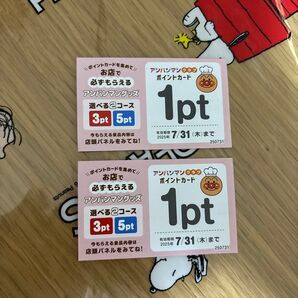 ポイントカードを集めて
お店で
必ずもらえる
アンパンマングッズ
選べる2コース
3pt 5pt
今もらえる景品内容は
店頭パネルをみてね!
アンパンマンクラブ
ポイントカード
1pt
有効期限
2025年 7/31(木)まで
250731
ポイントカードを集めて
お店で
必ずもらえる
アンパンマングッズ
選べる2コース
3pt 5pt
今もらえる景品内容は
店頭パネルをみてね!
アンパンマンクラブ
ポイントカード
1pt
有効期限
2025年 7/31(木)まで
250731